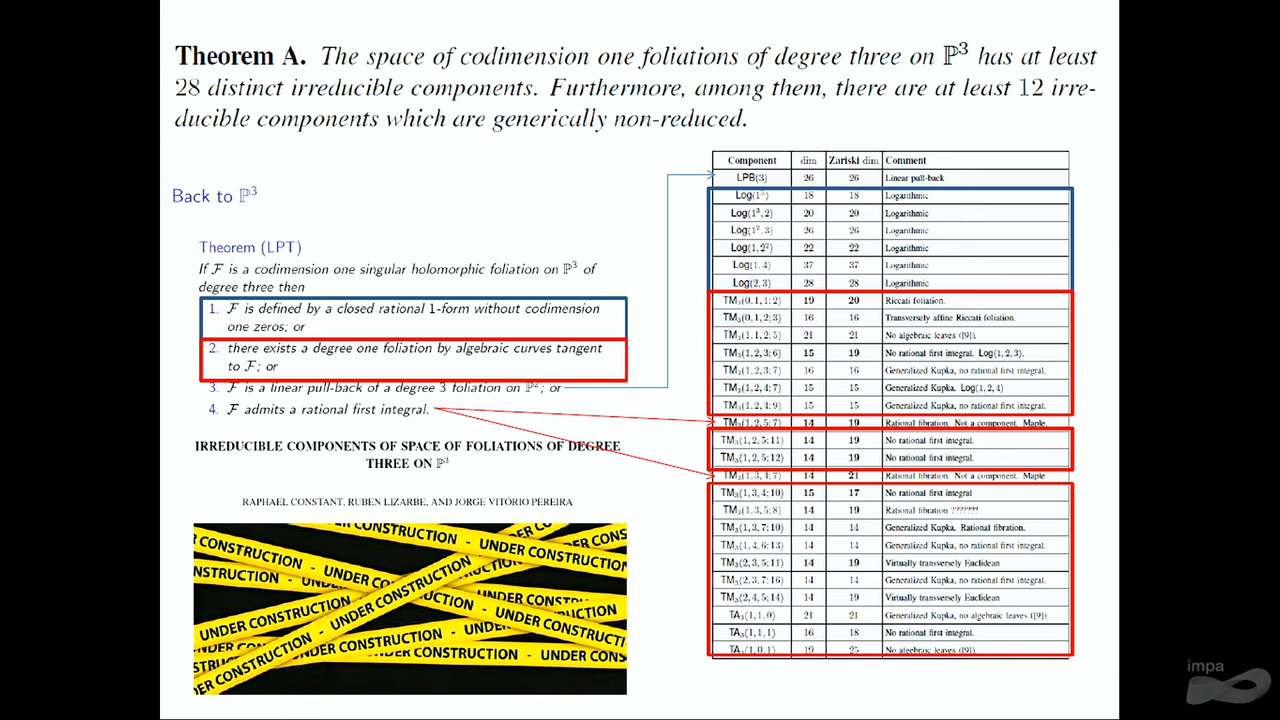 Theorem A. The space of codimension one foliations of degree three on ℙ³ has at least
28 distinct irreducible components. Furthermore, among them, there are at least 12 irre-
ducible components which are generically non-reduced.
Back to ℙ³
Theorem (LPT)
If ℱ is a codimension one singular holomorphic foliation on ℙ³ of
degree three then
1. ℱ is defined by a closed rational 1-form without codimension
one zeros; or
2. there exists a degree one foliation by algebraic curves tangent
to ℱ; or
3. ℱ is a linear pull-back of a degree 3 foliation on ℙ²; or
4. ℱ admits a rational first integral.
IRREDUCIBLE COMPONENTS OF SPACE OF FOLIATIONS OF DEGREE
THREE ON ℙ³
RAPHAEL CONSTANT, RUBEN LIZARBE, AND JORGE VITÓRIO PEREIRA
UNDER CONSTRUCTION - UNDER CONSTRUCTION
Component dim Zariski dim Comment
LPB(3) 26 26 Linear pull-back
Log(1⁵) 18 18 Logarithmic
Log(1³, 2) 20 20 Logarithmic
Log(1², 3) 26 26 Logarithmic
Log(1, 2²) 22 22 Logarithmic
Log(1, 4) 37 37 Logarithmic
Log(2, 3) 28 28 Logarithmic
TM₃(0, 1, 1; 2) 19 20 Riccati foliation.
TM₃(0, 1, 2; 3) 16 16 Transversely affine Riccati foliation.
TM₃(1, 1, 2; 5) 21 21 No algebraic leaves ([9]).
TM₃(1, 2, 3; 6) 15 19 No rational first integral. Log(1, 2, 3).
TM₃(1, 2, 3; 7) 16 16 Generalized Kupka, no rational first integral.
TM₃(1, 2, 4; 7) 15 15 Generalized Kupka. Log(1, 2, 4)
TM₃(1, 2, 4; 9) 15 15 Generalized Kupka, no rational first integral.
TM₃(1, 2, 5; 7) 14 19 Rational fibration. Not a component. Maple.
TM₃(1, 2, 5; 11) 14 19 No rational first integral.
TM₃(1, 2, 5; 12) 14 19 No rational first integral.
TM₃(1, 3, 4; 7) 14 21 Rational fibration. Not a component. Maple
TM₃(1, 3, 4; 10) 15 17 No rational first integral
TM₃(1, 3, 5; 8) 14 19 Rational fibration ???????
TM₃(1, 3, 7; 10) 14 14 Generalized Kupka. Rational fibration.
TM₃(1, 4, 6; 13) 14 14 Generalized Kupka, no rational first integral.
TM₃(2, 3, 5; 11) 14 19 Virtually transversely Euclidean
TM₃(2, 3, 7; 16) 14 14 Generalized Kupka, no rational first integral.
TM₃(2, 4, 5; 14) 14 19 Virtually transversely Euclidean
TA₃(1, 1, 0) 21 21 Generalized Kupka, no algebraic leaves ([9]).
TA₃(1, 1, 1) 16 18 No rational first integral.
TA₃(1, 0, 1) 19 25 No algebraic leaves ([9]).
impa